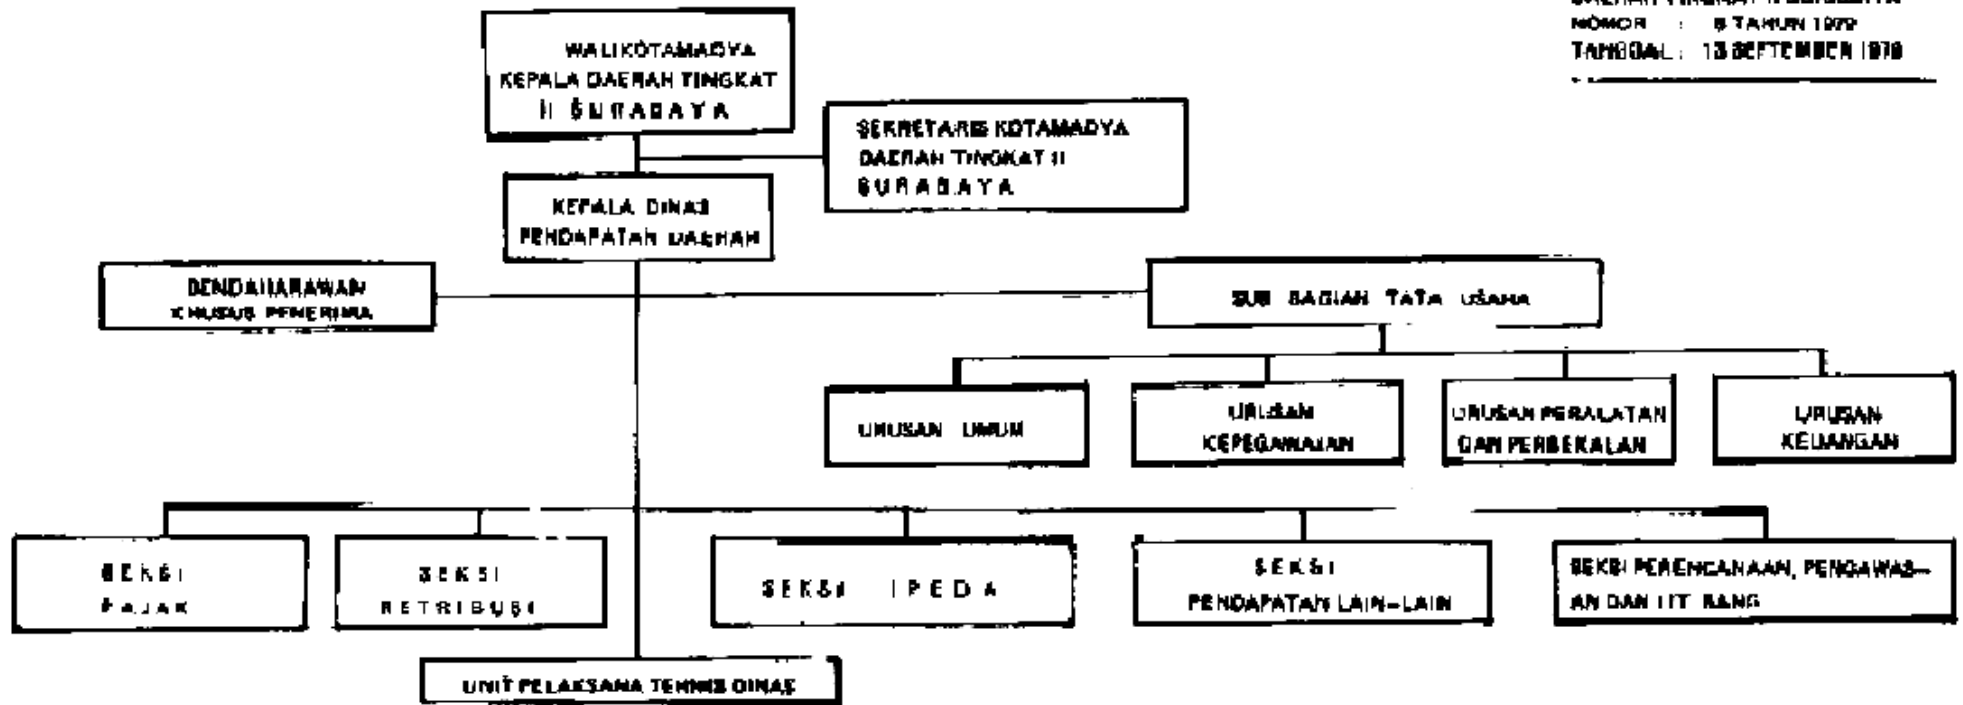 NOMOR : 8 TAHUN 1979
TANGGAL : 13 SEPTEMBER 1979
WALIKOTAMADYA
KEPALA DAERAH TINGKAT
II SURABAYA
SEKRETARIS KOTAMADYA
DAERAH TINGKAT II
SURABAYA
KEPALA DINAS
PENDAPATAN DAERAH
BENDAHARAWAN
KHUSUS PENERIMA
SUB BAGIAN TATA USAHA
URUSAN UMUM
URUSAN
KEPEGAWAIAN
URUSAN PERALATAN
DAN PERBEKALAN
URUSAN
KEUANGAN
SEKSI
PAJAK
SEKSI
RETRIBUSI
SEKSI IPEDA
SEKSI
PENDAPATAN LAIN-LAIN
SEKSI PERENCANAAN, PENGAWAS-
AN DAN LIT BANG
UNIT PELAKSANA TEHNIS DINAS